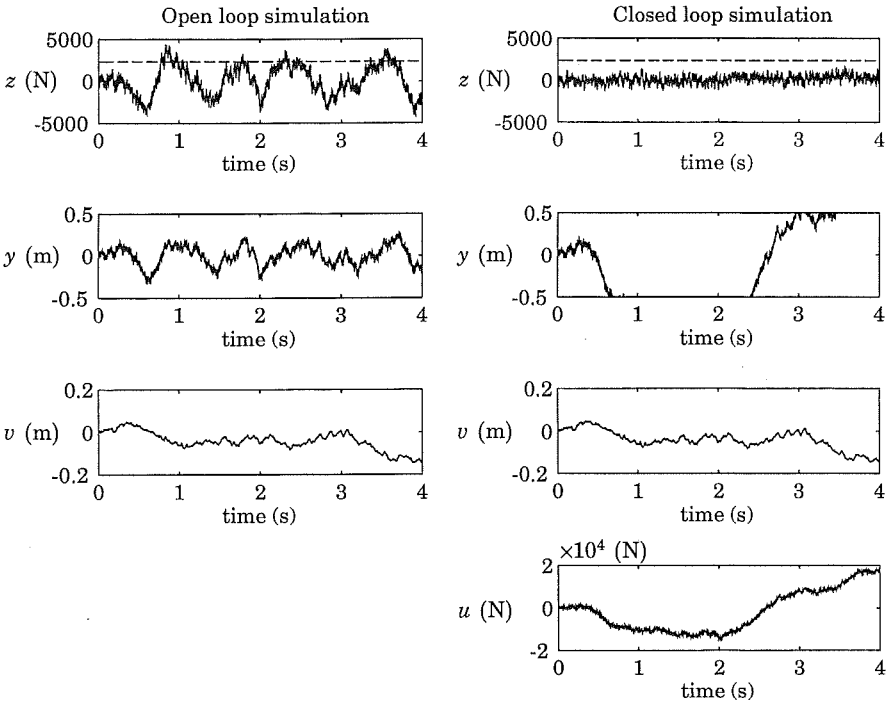 Open loop simulation
5000
z (N)
0
-5000
0 1 2 3 4
time (s)
0.5
y (m)
0
-0.5
0 1 2 3 4
time (s)
0.2
v (m)
0
-0.2
0 1 2 3 4
time (s)
Closed loop simulation
5000
z (N)
0
-5000
0 1 2 3 4
time (s)
0.5
y (m)
0
-0.5
0 1 2 3 4
time (s)
0.2
v (m)
0
-0.2
0 1 2 3 4
time (s)
×10⁴ (N)
2
u (N)
0
-2
0 1 2 3 4
time (s)